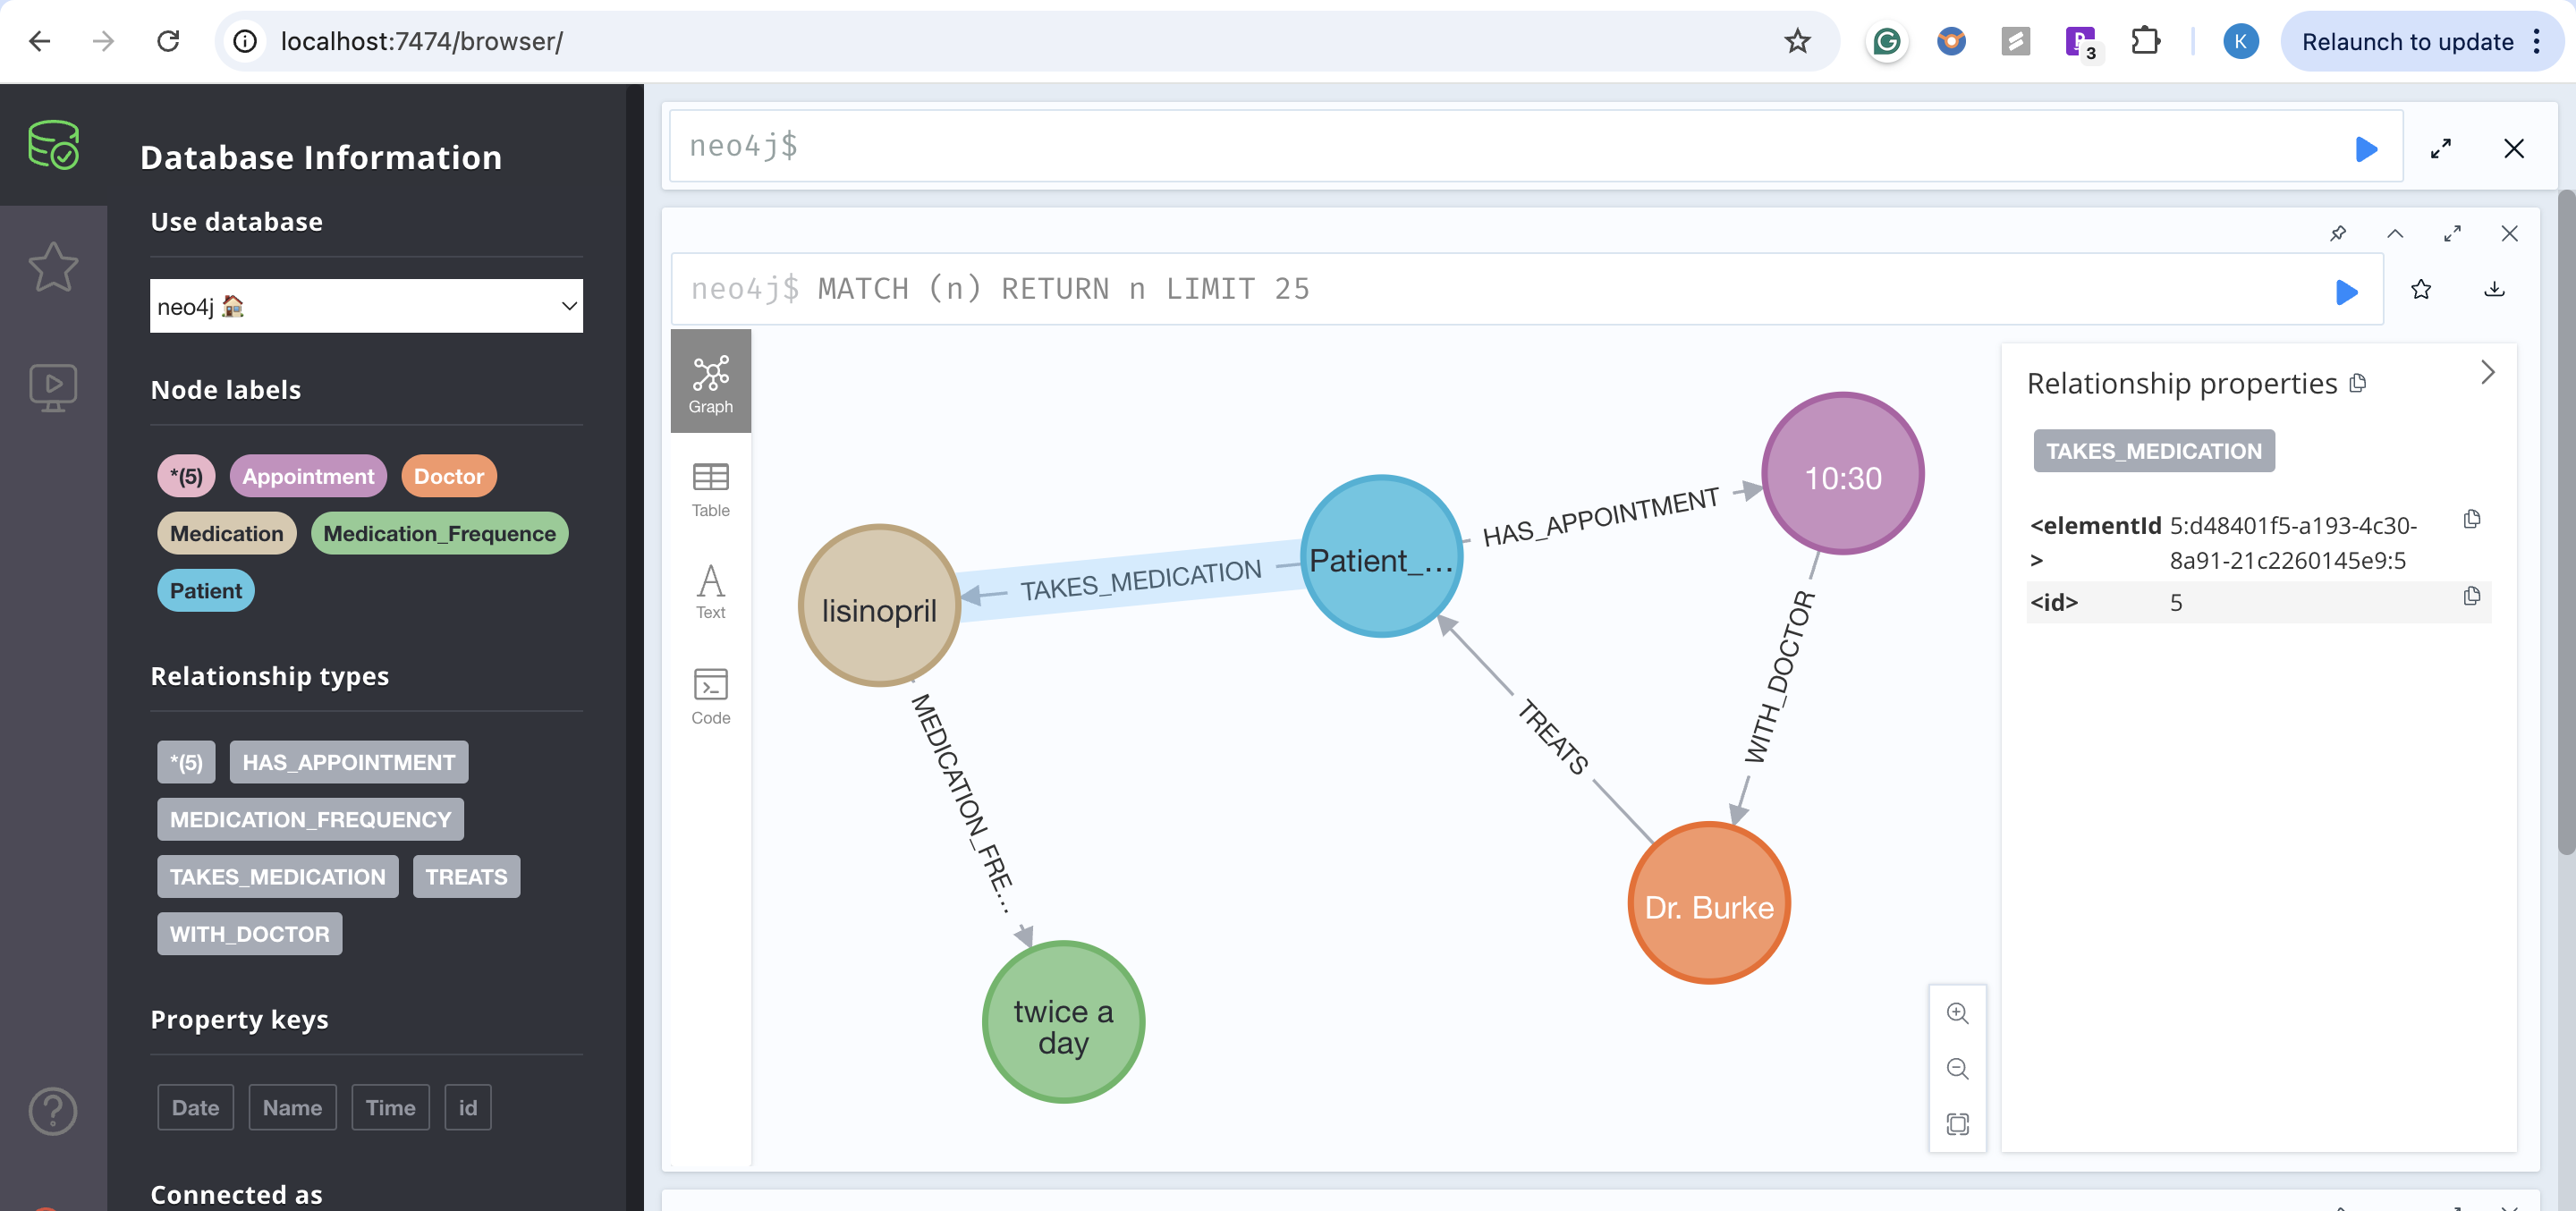 localhost:7474/browser/
3
K
Relaunch to update
Database Information
Use database
neo4j
Node labels
*(5) Appointment Doctor
Medication Medication_Frequence
Patient
Relationship types
*(5) HAS_APPOINTMENT
MEDICATION_FREQUENCY
TAKES_MEDICATION TREATS
WITH_DOCTOR
Property keys
Date Name Time id
Connected as
neo4j$
neo4j$ MATCH (n) RETURN n LIMIT 25
Graph
Table
Text
Code
lisinopril
TAKES_MEDICATION
Patient_...
HAS_APPOINTMENT
10:30
WITH_DOCTOR
TREATS
Dr. Burke
MEDICATION_FRE...
twice a
day
Relationship properties
TAKES_MEDICATION
<elementId 5:d48401f5-a193-4c30-
> 8a91-21c2260145e9:5
<id> 5